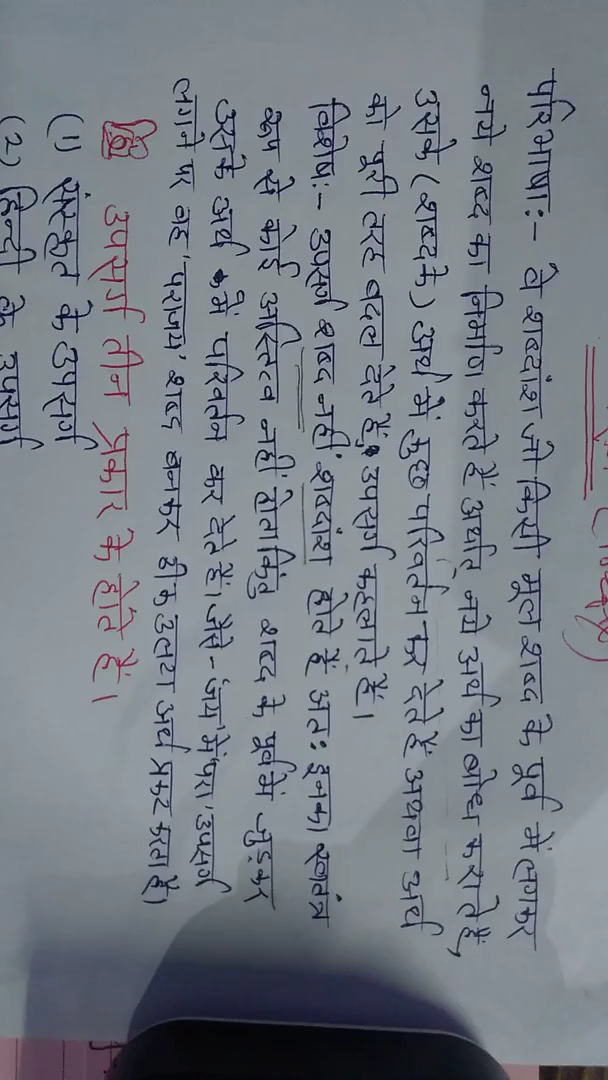 परिभाषाः- वे शब्दांश जो किसी मूल शब्द के पूर्व में लगकर
नये शब्द का निर्माण करते हैं अर्थात् नये अर्थ का बोध कराते हैं,
उसके (शब्द के) अर्थ में कुछ परिवर्तन कर देते हैं अथवा अर्थ
को पूरी तरह बदल देते हैं, उपसर्ग कहलाते हैं।
विशेषः- उपसर्ग शब्द नहीं शब्दांश होते हैं अतः इनका स्वतंत्र
रूप से कोई अस्तित्व नहीं होता किंतु शब्द के पूर्व में जुड़कर
उसके अर्थ में परिवर्तन कर देते हैं। जैसे - 'जय' में 'परा' उपसर्ग
लगने पर वह 'पराजय' शब्द बनकर ठीक उलटा अर्थ प्रकट करता है।
उपसर्ग तीन प्रकार के होते हैं।
(1) संस्कृत के उपसर्ग
(2) हिन्दी के उपसर्ग